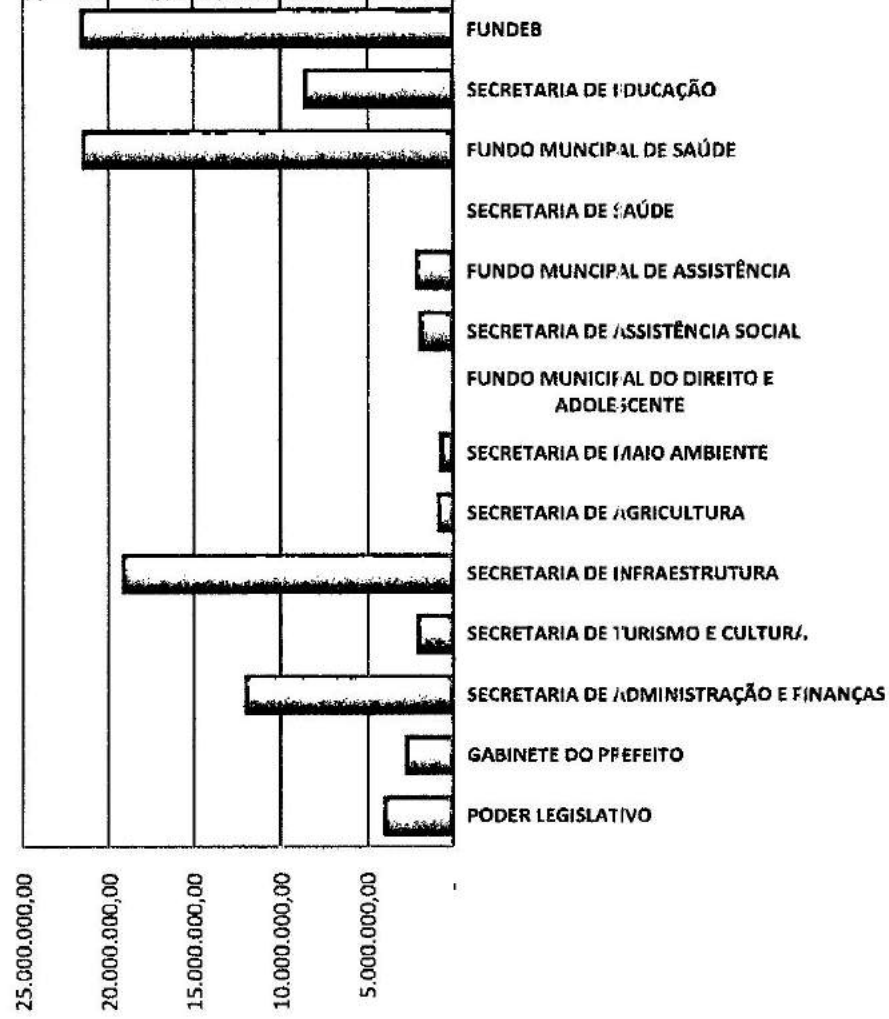 FUNDEB
SECRETARIA DE EDUCAÇÃO
FUNDO MUNCIPAL DE SAÚDE
SECRETARIA DE SAÚDE
FUNDO MUNCIPAL DE ASSISTÊNCIA
SECRETARIA DE ASSISTÊNCIA SOCIAL
FUNDO MUNICIPAL DO DIREITO E
ADOLESCENTE
SECRETARIA DE MAIO AMBIENTE
SECRETARIA DE AGRICULTURA
SECRETARIA DE INFRAESTRUTURA
SECRETARIA DE TURISMO E CULTURA
SECRETARIA DE ADMINISTRAÇÃO E FINANÇAS
GABINETE DO PREFEITO
PODER LEGISLATIVO
25.000.000,00
20.000.000,00
15.000.000,00
10.000.000,00
5.000.000,00
-